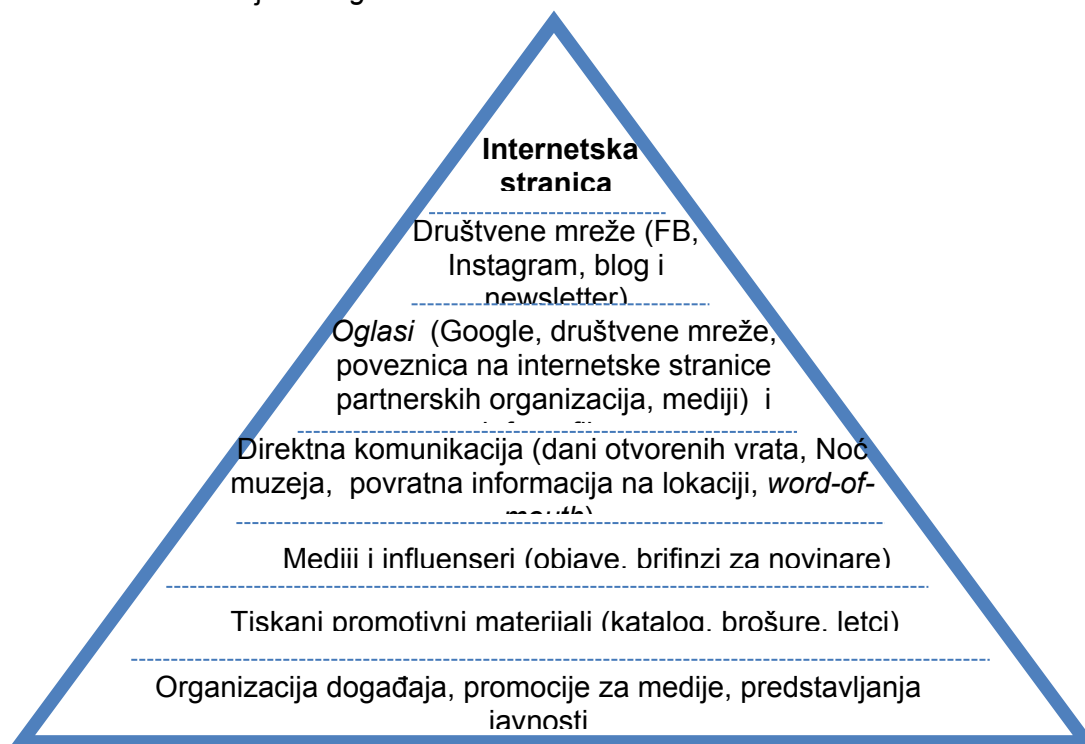 Internetska
stranica
Društvene mreže (FB,
Instagram, blog i
newsletter)
Oglasi (Google, društvene mreže,
poveznica na internetske stranice
partnerskih organizacija, mediji) i
Direktna komunikacija (dani otvorenih vrata, Noć
muzeja, povratna informacija na lokaciji, word-of-
mouth)
Mediji i influenseri (objave, brifinzi za novinare)
Tiskani promotivni materijali (katalog, brošure, letci)
Organizacija događaja, promocije za medije, predstavljanja
javnosti